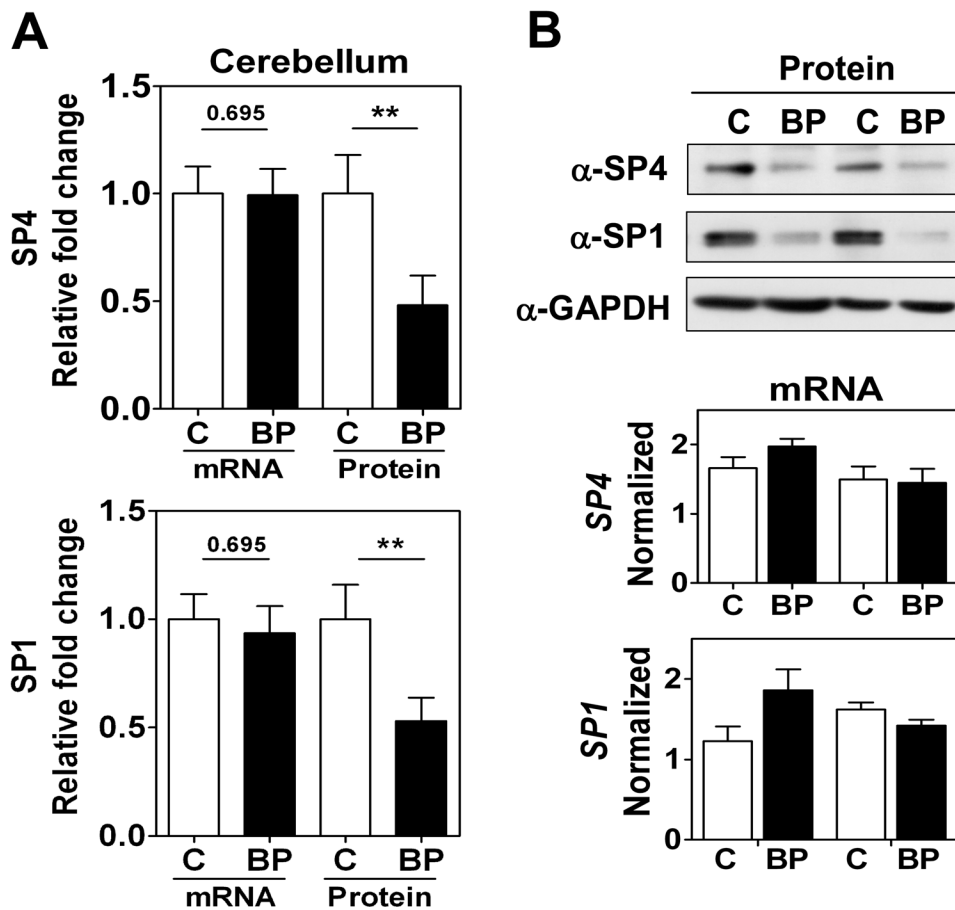 A
Cerebellum
SP4
Relative fold change
1.5
1.0
0.5
0.0
0.695
**
C BP C BP
mRNA Protein
SP1
Relative fold change
1.5
1.0
0.5
0.0
0.695
**
C BP C BP
mRNA Protein
B
Protein
C BP C BP
α-SP4
α-SP1
α-GAPDH
mRNA
SP4
Normalized
2
1
0
C BP C BP
SP1
Normalized
2
1
0
C BP C BP